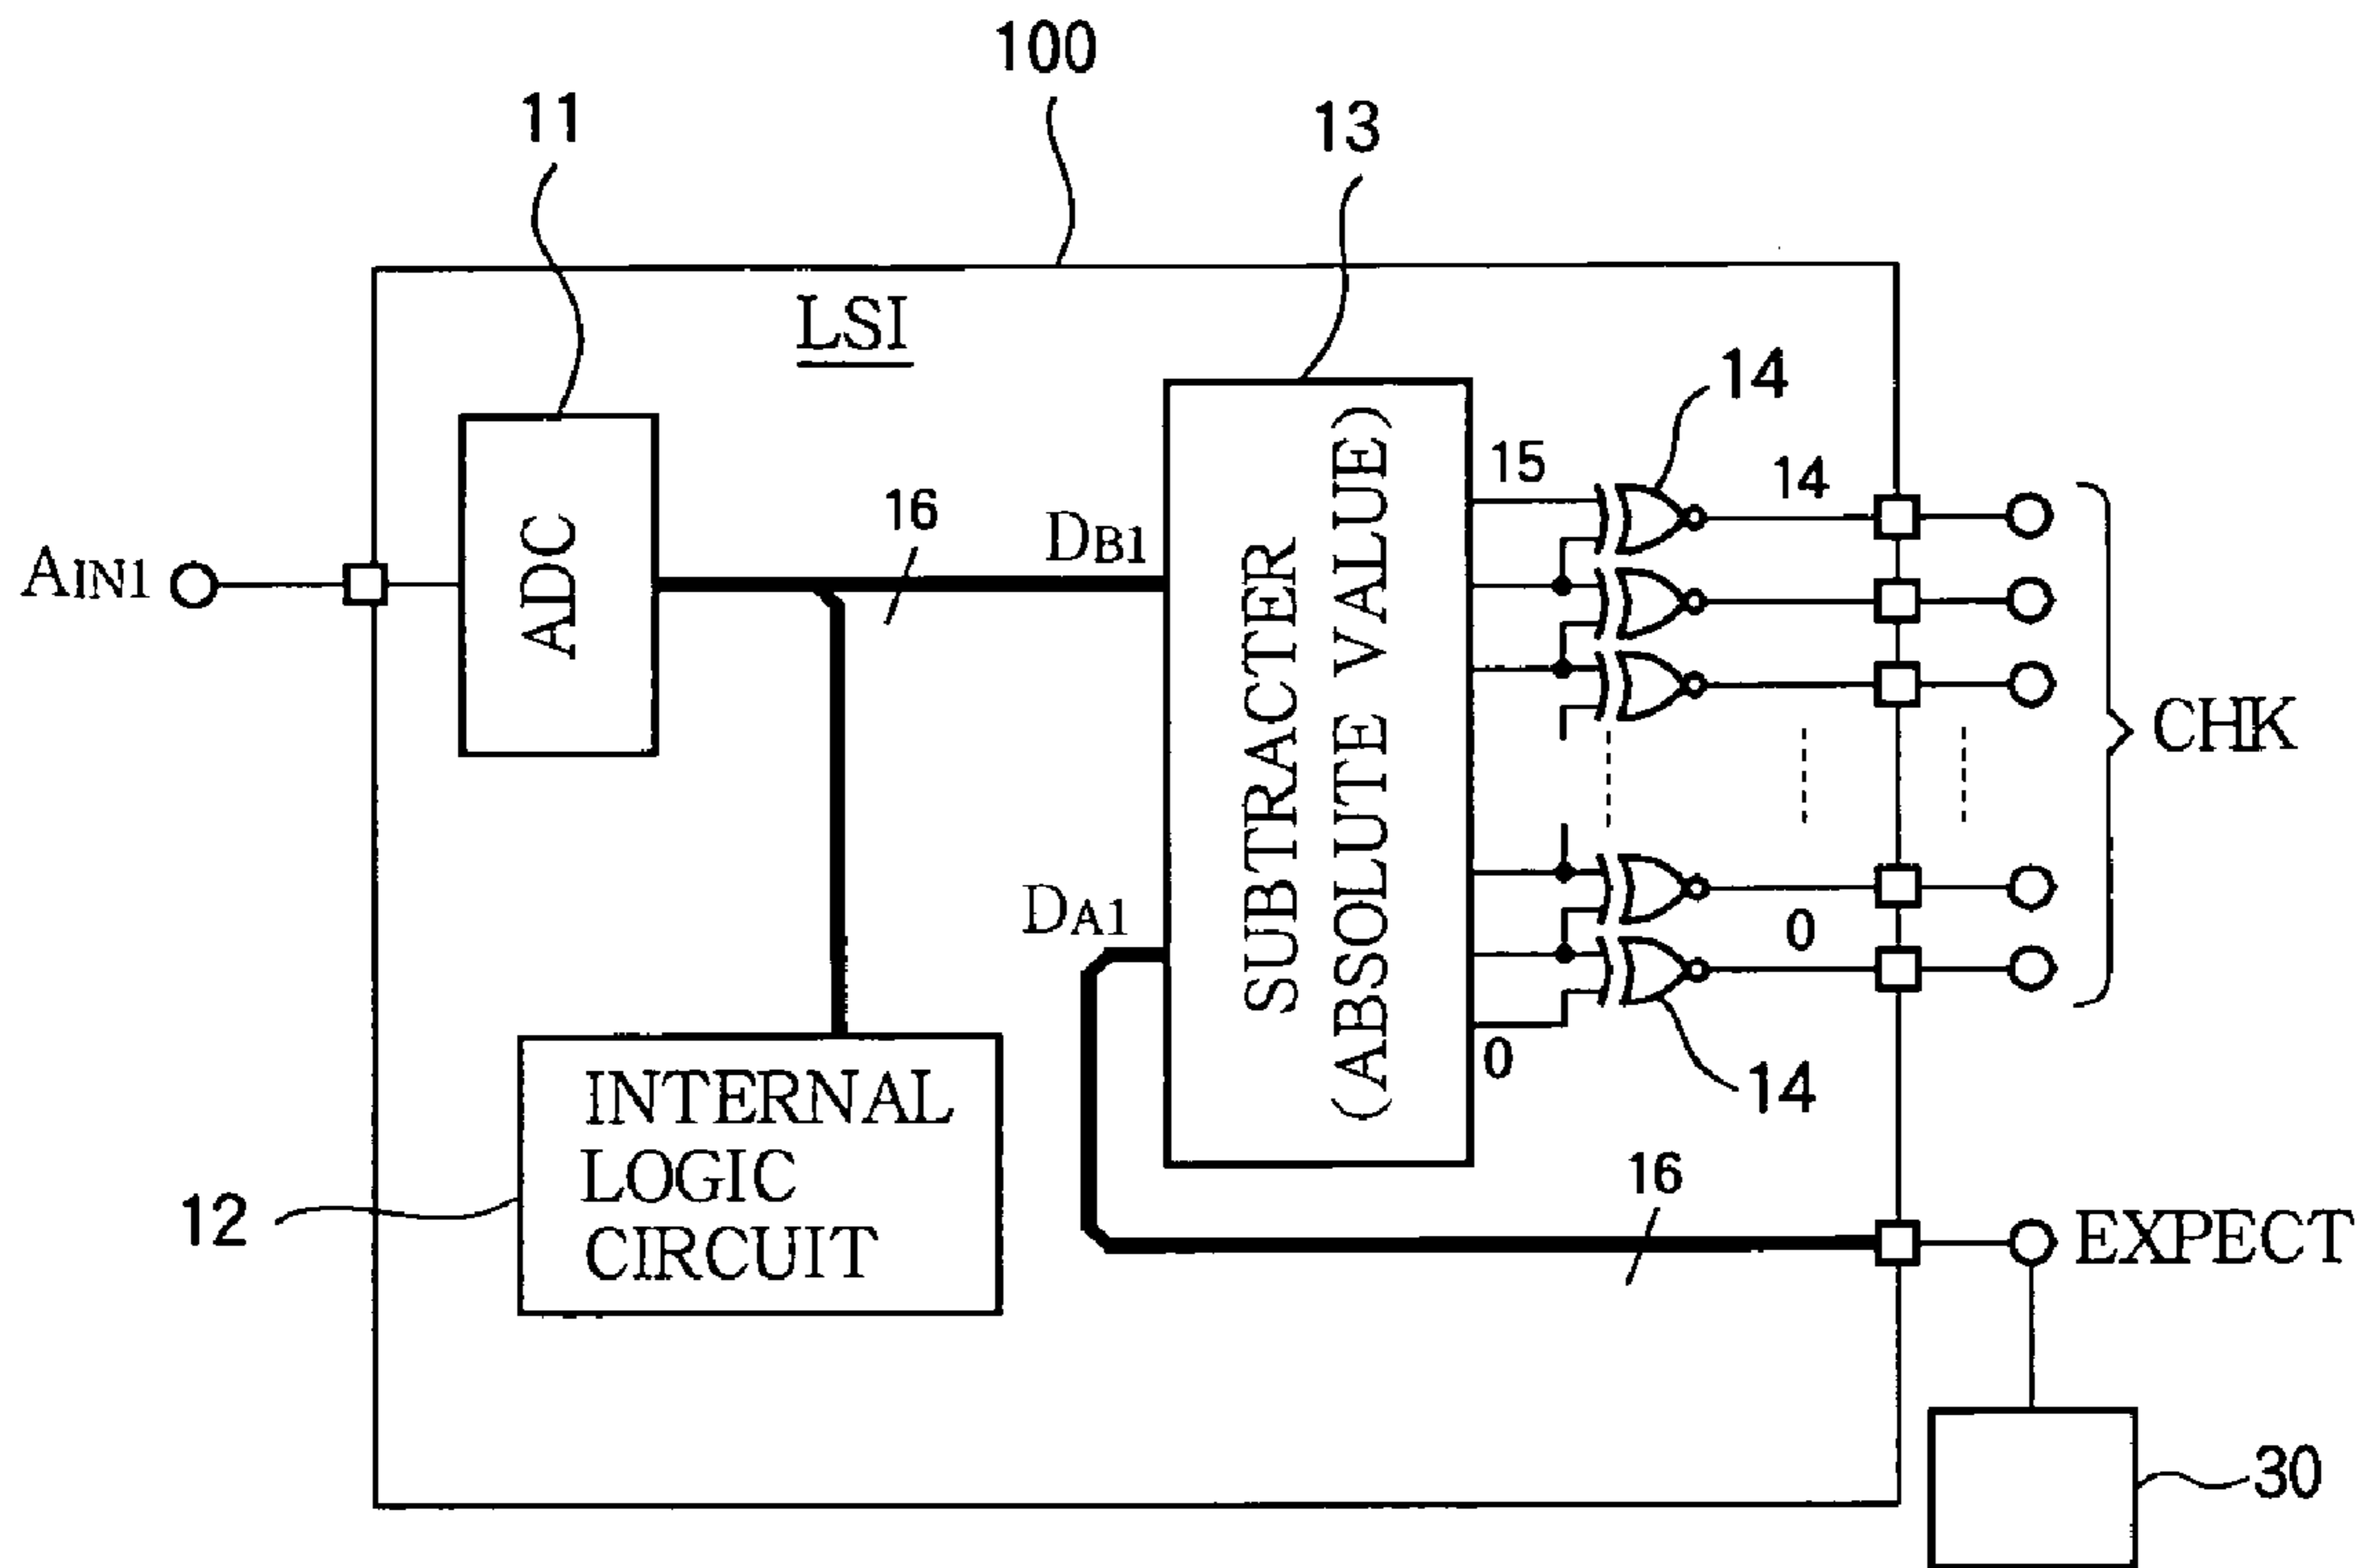 100
11
13
LSI
14
15
14
16
DB1
AIN1
ADC
SUBTRACTER
(ABSOLUTE VALUE)
CHK
DA1
0
0
14
INTERNAL
LOGIC
CIRCUIT
12
16
EXPECT
30